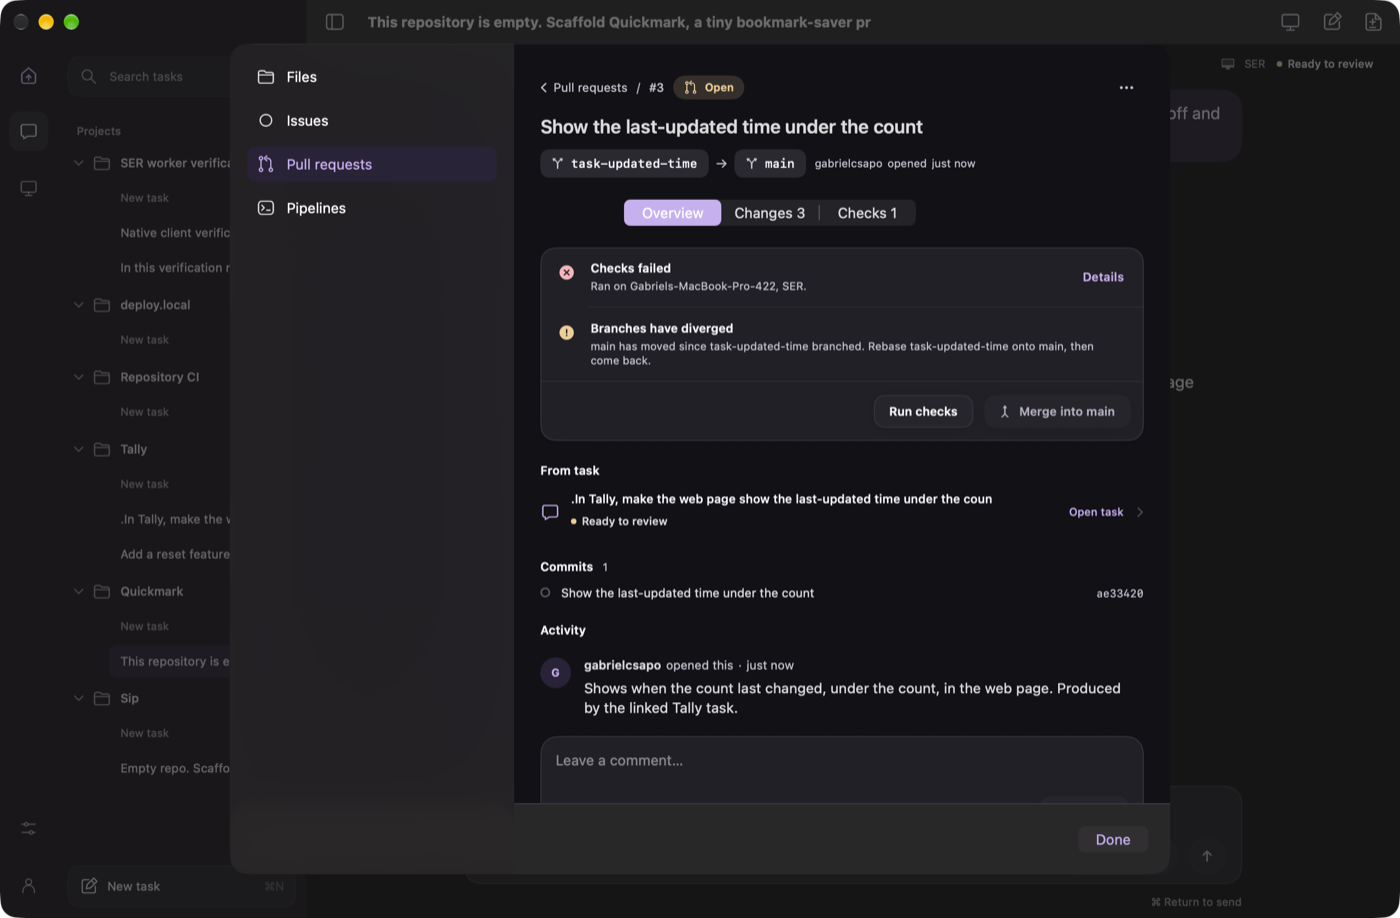 This repository is empty. Scaffold Quickmark, a tiny bookmark-saver pr
Search tasks
Projects
SER worker verifica
New task
Native client verific
In this verification r
deploy.local
New task
Repository CI
New task
Tally
New task
.In Tally, make the w
Add a reset feature
Quickmark
New task
This repository is e
Sip
New task
Empty repo. Scaffo
New task ⌘N
Files
Issues
Pull requests
Pipelines
Pull requests / #3 Open
Show the last-updated time under the count
task-updated-time → main gabrielcsapo opened just now
Overview Changes 3 Checks 1
Checks failed
Ran on Gabriels-MacBook-Pro-422, SER.
Details
Branches have diverged
main has moved since task-updated-time branched. Rebase task-updated-time onto main, then
come back.
Run checks Merge into main
From task
.In Tally, make the web page show the last-updated time under the coun
Ready to review
Open task
Commits 1
Show the last-updated time under the count ae33420
Activity
G
gabrielcsapo opened this · just now
Shows when the count last changed, under the count, in the web page. Produced
by the linked Tally task.
Leave a comment...
Done
SER Ready to review
off and
age
⌘ Return to send